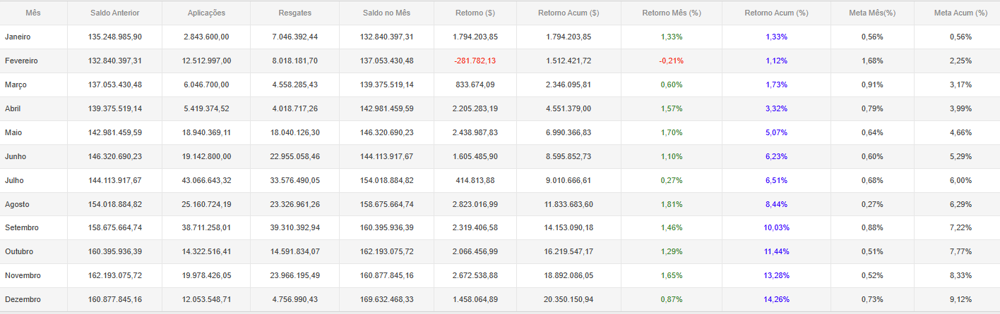 Mês Saldo Anterior Aplicações Resgates Saldo no Mês Retorno ($) Retorno Acum ($) Retorno Mês (%) Retorno Acum (%) Meta Mês(%) Meta Acum (%)
Janeiro 135.248.985,90 2.843.600,00 7.046.392,44 132.840.397,31 1.794.203,85 1.794.203,85 1,33% 1,33% 0,56% 0,56%
Fevereiro 132.840.397,31 12.512.997,00 8.018.181,70 137.053.430,48 -281.782,13 1.512.421,72 -0,21% 1,12% 1,68% 2,25%
Março 137.053.430,48 6.046.700,00 4.558.285,43 139.375.519,14 833.674,09 2.346.095,81 0,60% 1,73% 0,91% 3,17%
Abril 139.375.519,14 5.419.374,52 4.018.717,26 142.981.459,59 2.205.283,19 4.551.379,00 1,57% 3,32% 0,79% 3,99%
Maio 142.981.459,59 18.940.369,11 18.040.126,30 146.320.690,23 2.438.987,83 6.990.366,83 1,70% 5,07% 0,64% 4,66%
Junho 146.320.690,23 19.142.800,00 22.955.058,46 144.113.917,67 1.605.485,90 8.595.852,73 1,10% 6,23% 0,60% 5,29%
Julho 144.113.917,67 43.066.643,32 33.576.490,05 154.018.884,82 414.813,88 9.010.666,61 0,27% 6,51% 0,68% 6,00%
Agosto 154.018.884,82 25.160.724,19 23.326.961,26 158.675.664,74 2.823.016,99 11.833.683,60 1,81% 8,44% 0,27% 6,29%
Setembro 158.675.664,74 38.711.258,01 39.310.392,94 160.395.936,39 2.319.406,58 14.153.090,18 1,46% 10,03% 0,88% 7,22%
Outubro 160.395.936,39 14.322.516,41 14.591.834,07 162.193.075,72 2.066.456,99 16.219.547,17 1,29% 11,44% 0,51% 7,77%
Novembro 162.193.075,72 19.978.426,05 23.966.195,49 160.877.845,16 2.672.538,88 18.892.086,05 1,65% 13,28% 0,52% 8,33%
Dezembro 160.877.845,16 12.053.548,71 4.756.990,43 169.632.468,33 1.458.064,89 20.350.150,94 0,87% 14,26% 0,73% 9,12%